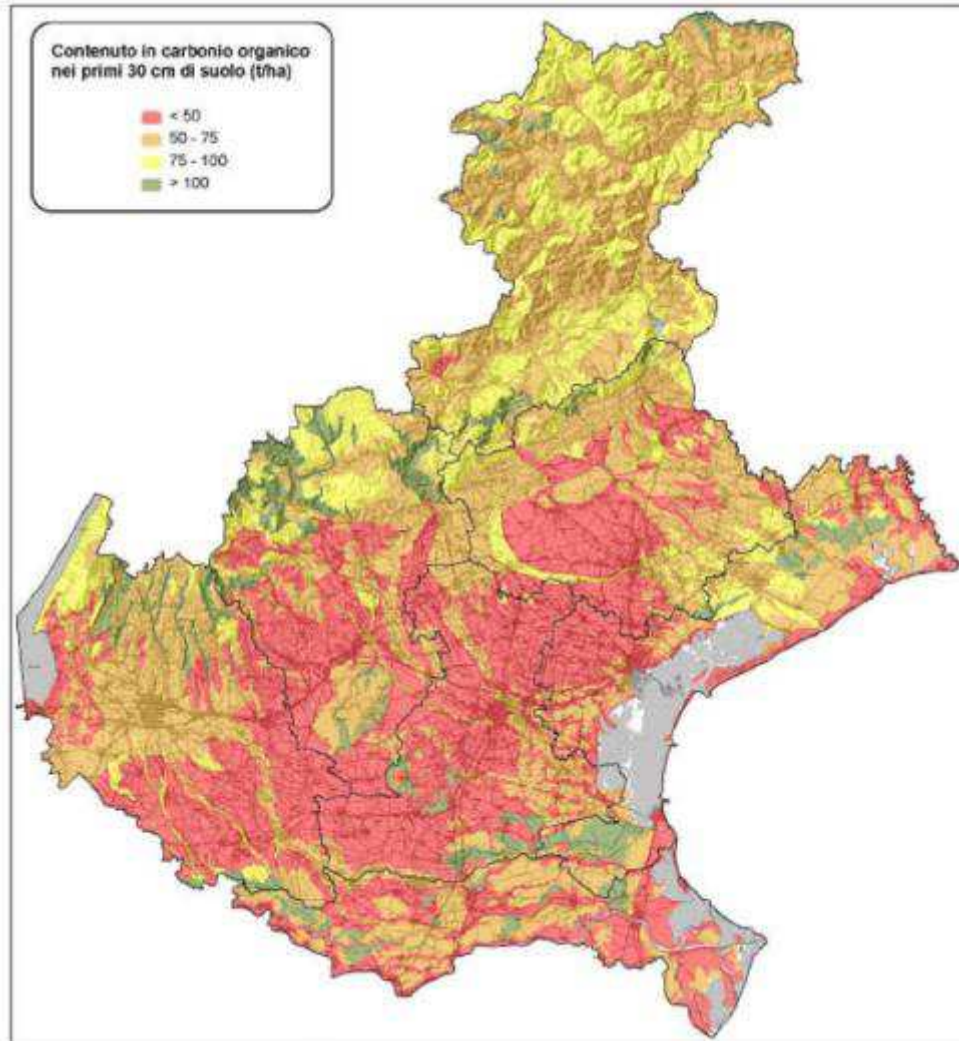 Contenuto in carbonio organico
nei primi 30 cm di suolo (t/ha)
< 50
50 - 75
75 - 100
> 100